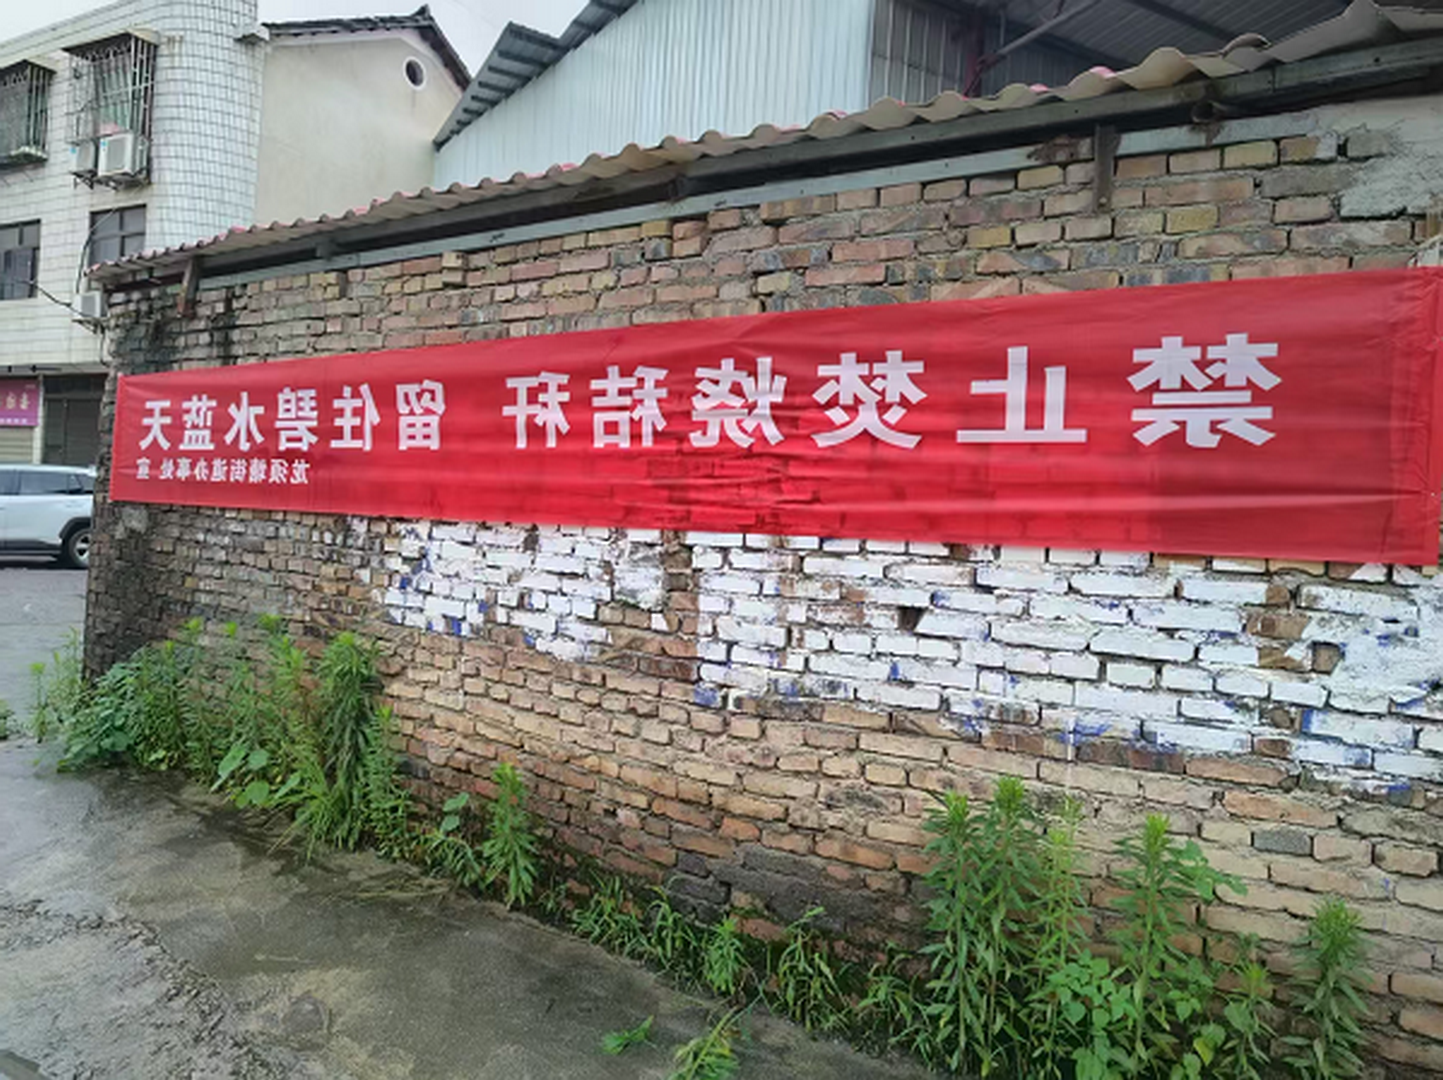 禁止焚烧秸秆 留住碧水蓝天
龙须塘街道办事处 宣